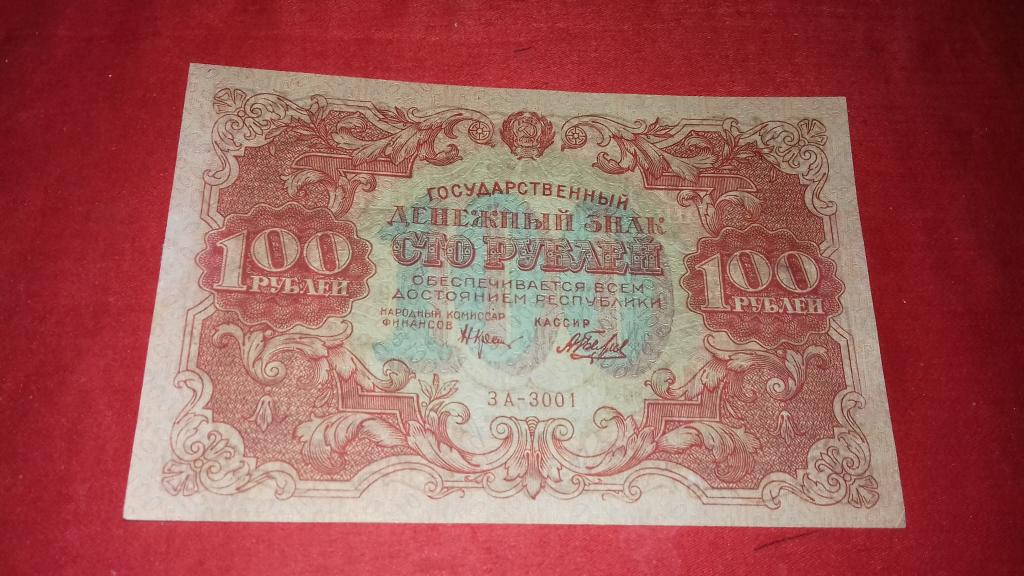 ГОСУДАРСТВЕННЫЙ
ДЕНЕЖНЫЙ ЗНАК
СТО РУБЛЕЙ
ОБЕСПЕЧИВАЕТСЯ ВСЕМ
ДОСТОЯНИЕМ РЕСПУБЛИКИ
НАРОДНЫЙ КОМИССАР
ФИНАНСОВ
КАССИР
100
РУБЛЕЙ
100
100
РУБЛЕЙ
ЗА-3001